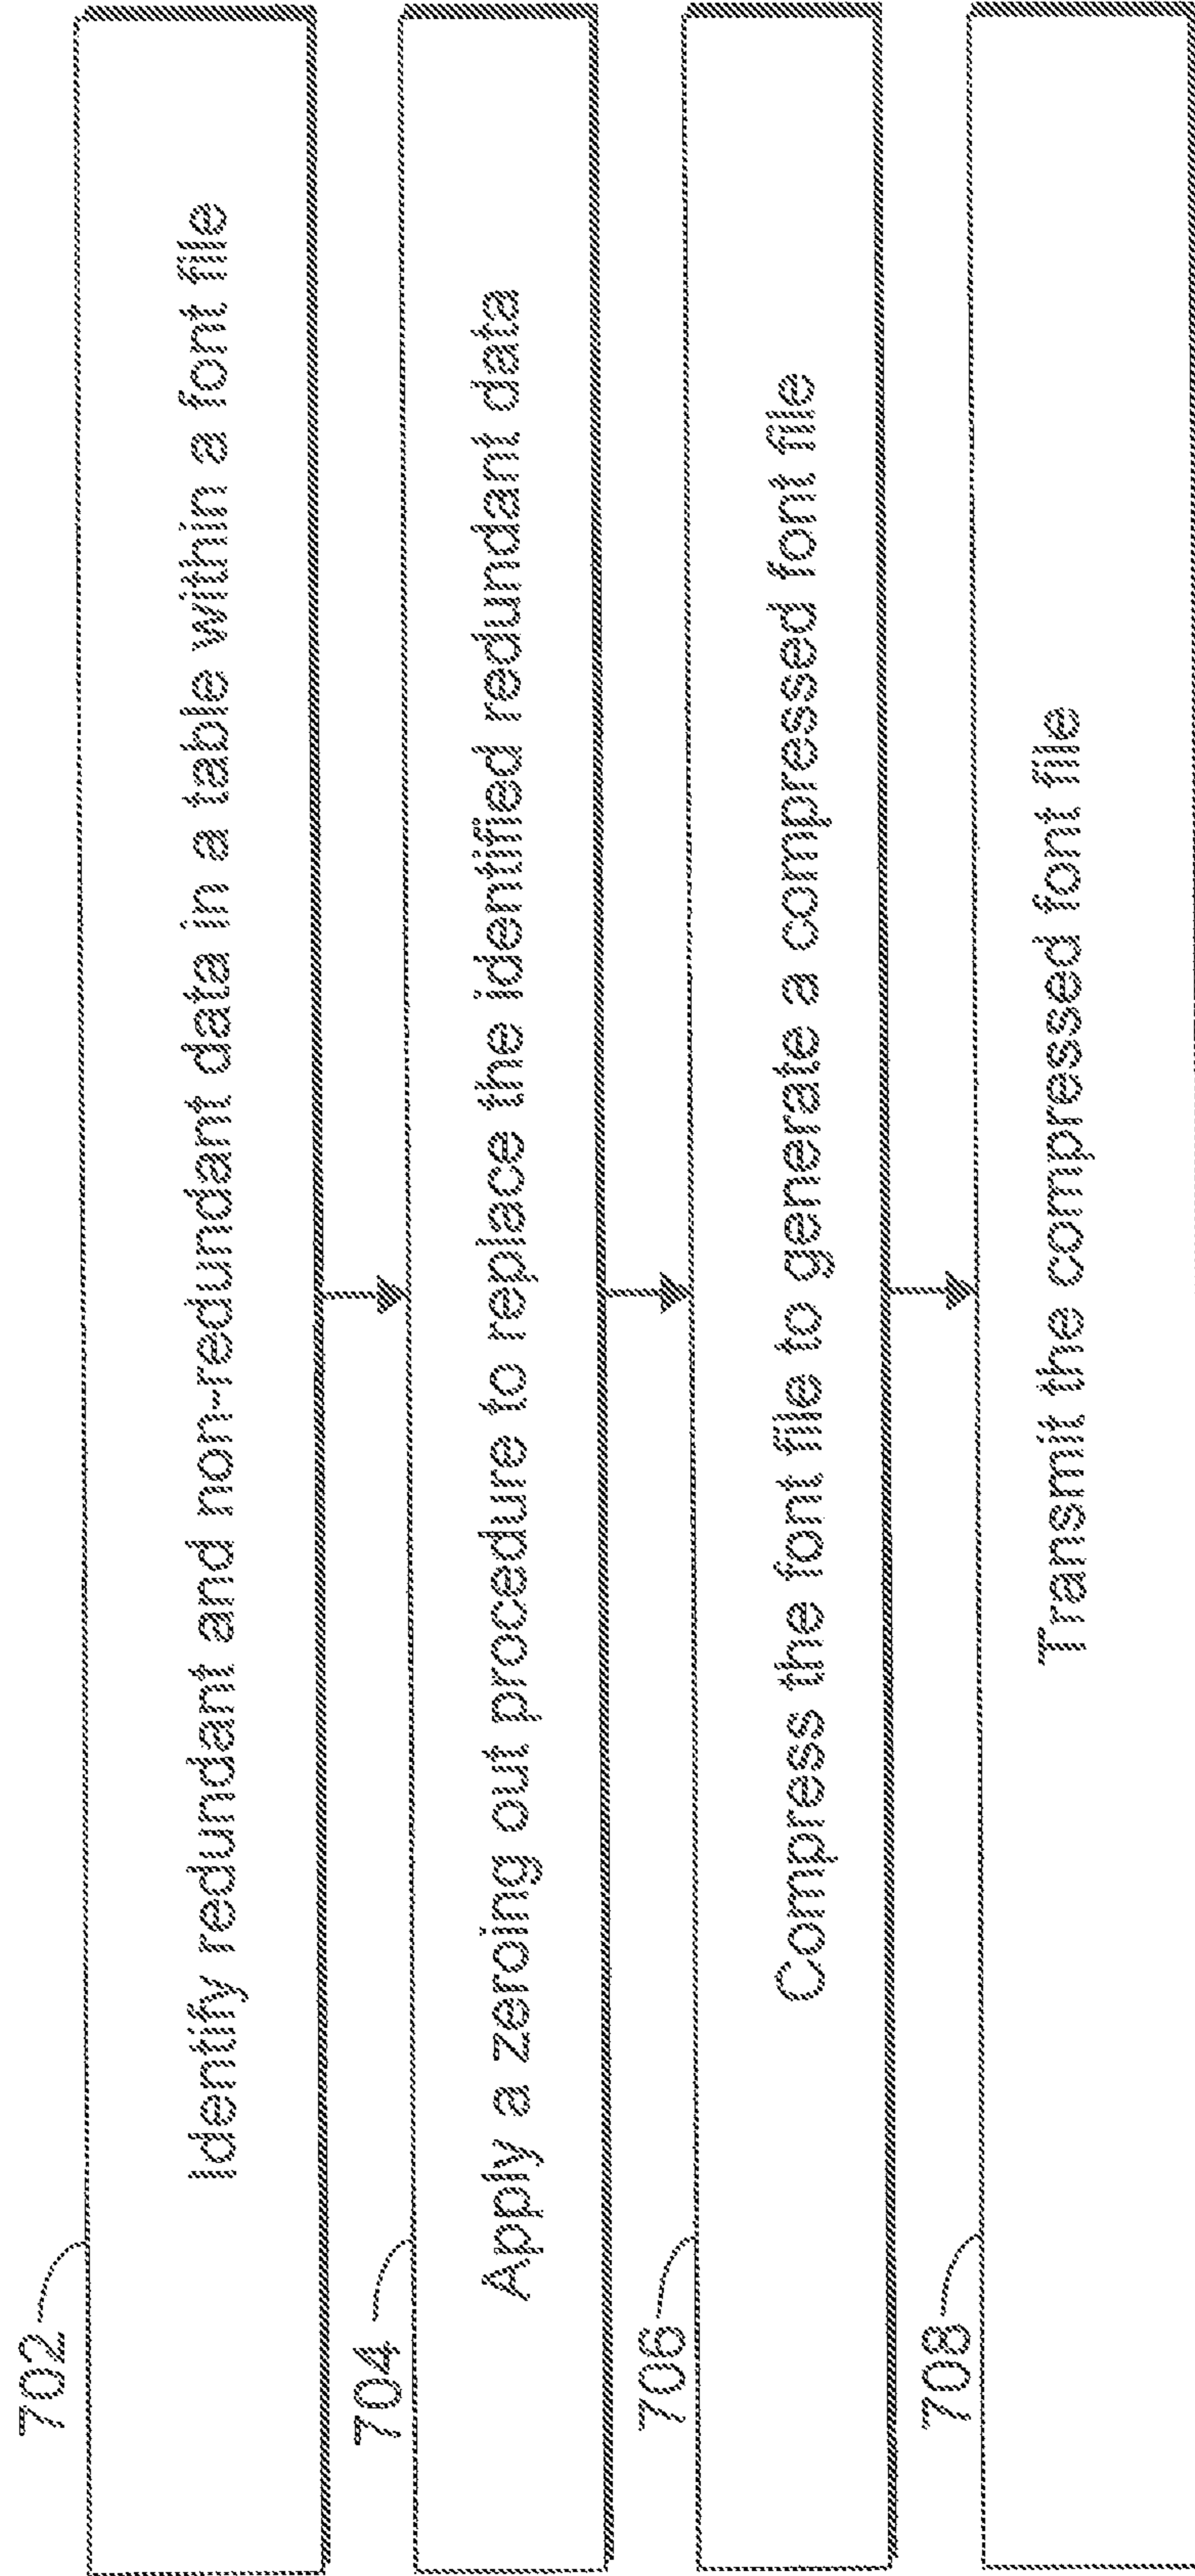 702
Identify redundant and non-redundant data in a table within a font file
704
Apply a zeroing out procedure to replace the identified redundant data
706
Compress the font file to generate a compressed font file
708
Transmit the compressed font file